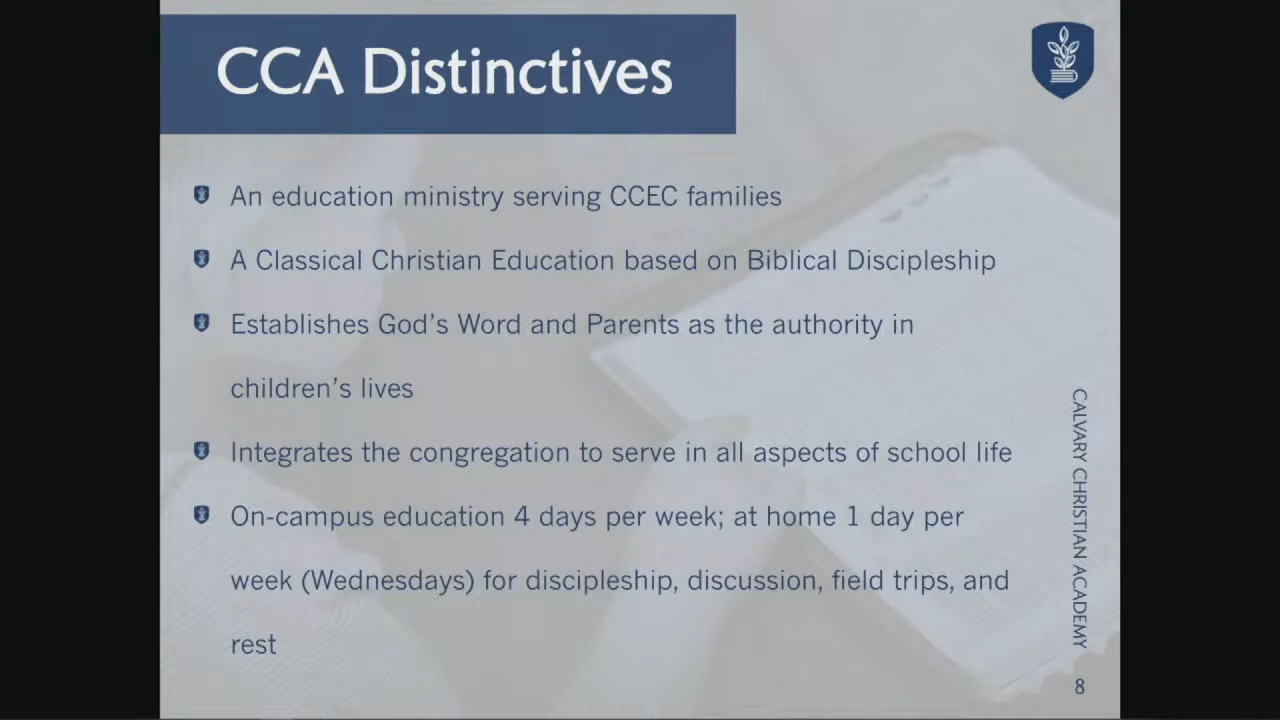 CCA Distinctives
An education ministry serving CCEC families
A Classical Christian Education based on Biblical Discipleship
Establishes God’s Word and Parents as the authority in
children’s lives
Integrates the congregation to serve in all aspects of school life
On-campus education 4 days per week; at home 1 day per
week (Wednesdays) for discipleship, discussion, field trips, and
rest
CALVARY CHRISTIAN ACADEMY
8